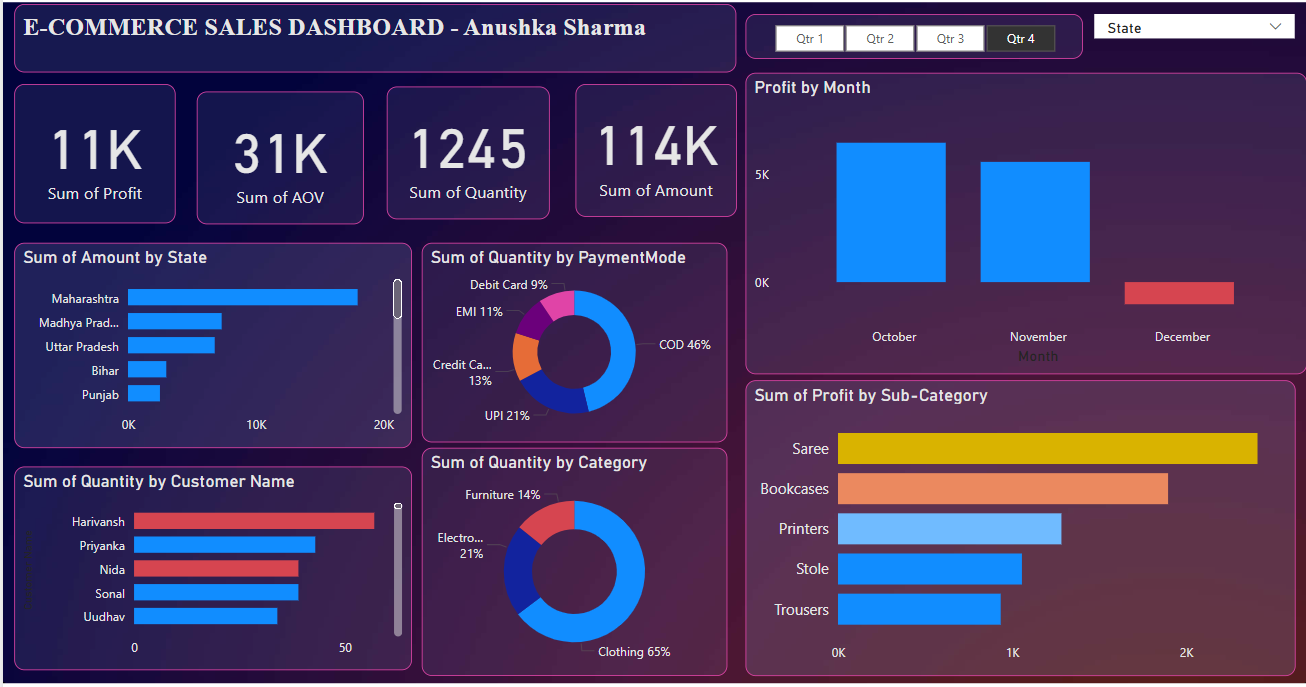 E-COMMERCE SALES DASHBOARD - Anushka Sharma
Qtr 1 Qtr 2 Qtr 3 Qtr 4
State
11K
Sum of Profit
31K
Sum of AOV
1245
Sum of Quantity
114K
Sum of Amount
Profit by Month
5K
0K
October November December
Month
Sum of Amount by State
Maharashtra
Madhya Prad...
Uttar Pradesh
Bihar
Punjab
0K 10K 20K
Sum of Quantity by PaymentMode
Debit Card 9%
EMI 11%
COD 46%
Credit Ca...
13%
UPI 21%
Sum of Profit by Sub-Category
Saree
Bookcases
Printers
Stole
Trousers
0K 1K 2K
Sum of Quantity by Customer Name
Harivansh
Priyanka
Nida
Sonal
Uudhav
0 50
Sum of Quantity by Category
Furniture 14%
Electro...
21%
Clothing 65%